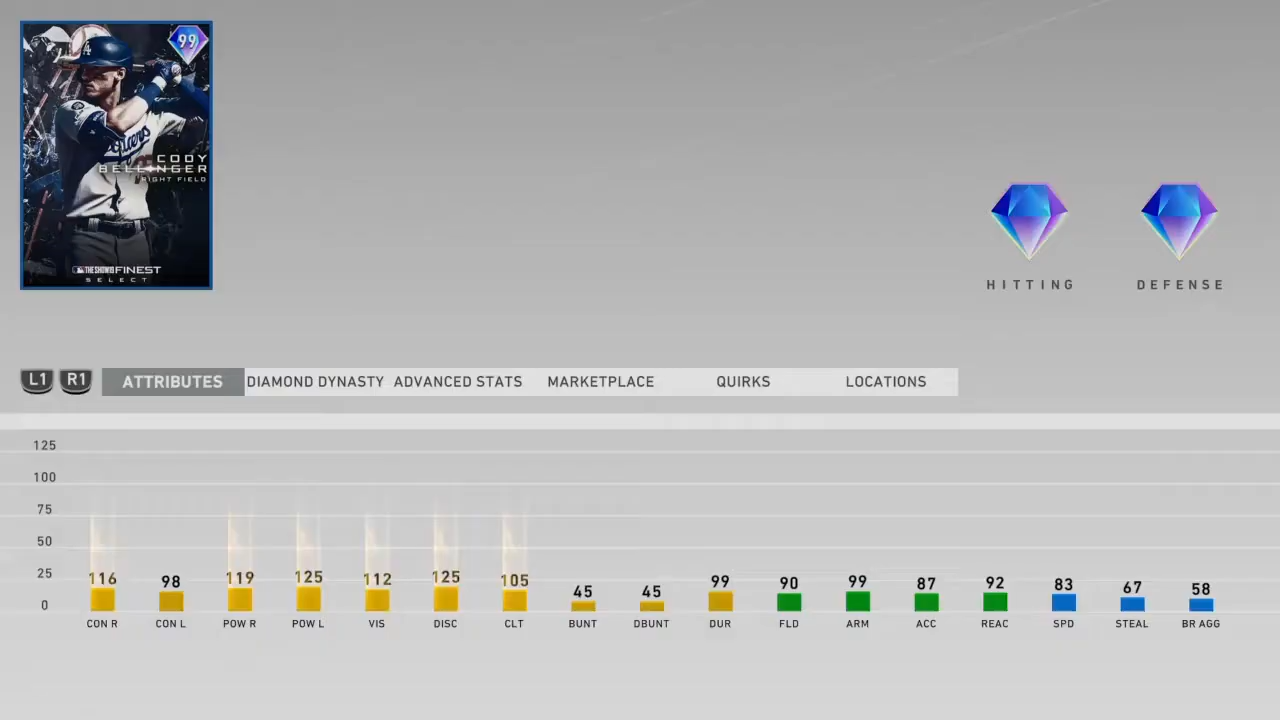 99
CODY
BELLINGER
RIGHT FIELD
THE SHOW 19 FINEST
SELECT
HITTING DEFENSE
L1 R1 ATTRIBUTES DIAMOND DYNASTY ADVANCED STATS MARKETPLACE QUIRKS LOCATIONS
125
100
75
50
25
0
116 98 119 125 112 125 105 45 45 99 90 99 87 92 83 67 58
CON R CON L POW R POW L VIS DISC CLT BUNT DBUNT DUR FLD ARM ACC REAC SPD STEAL BR AGG